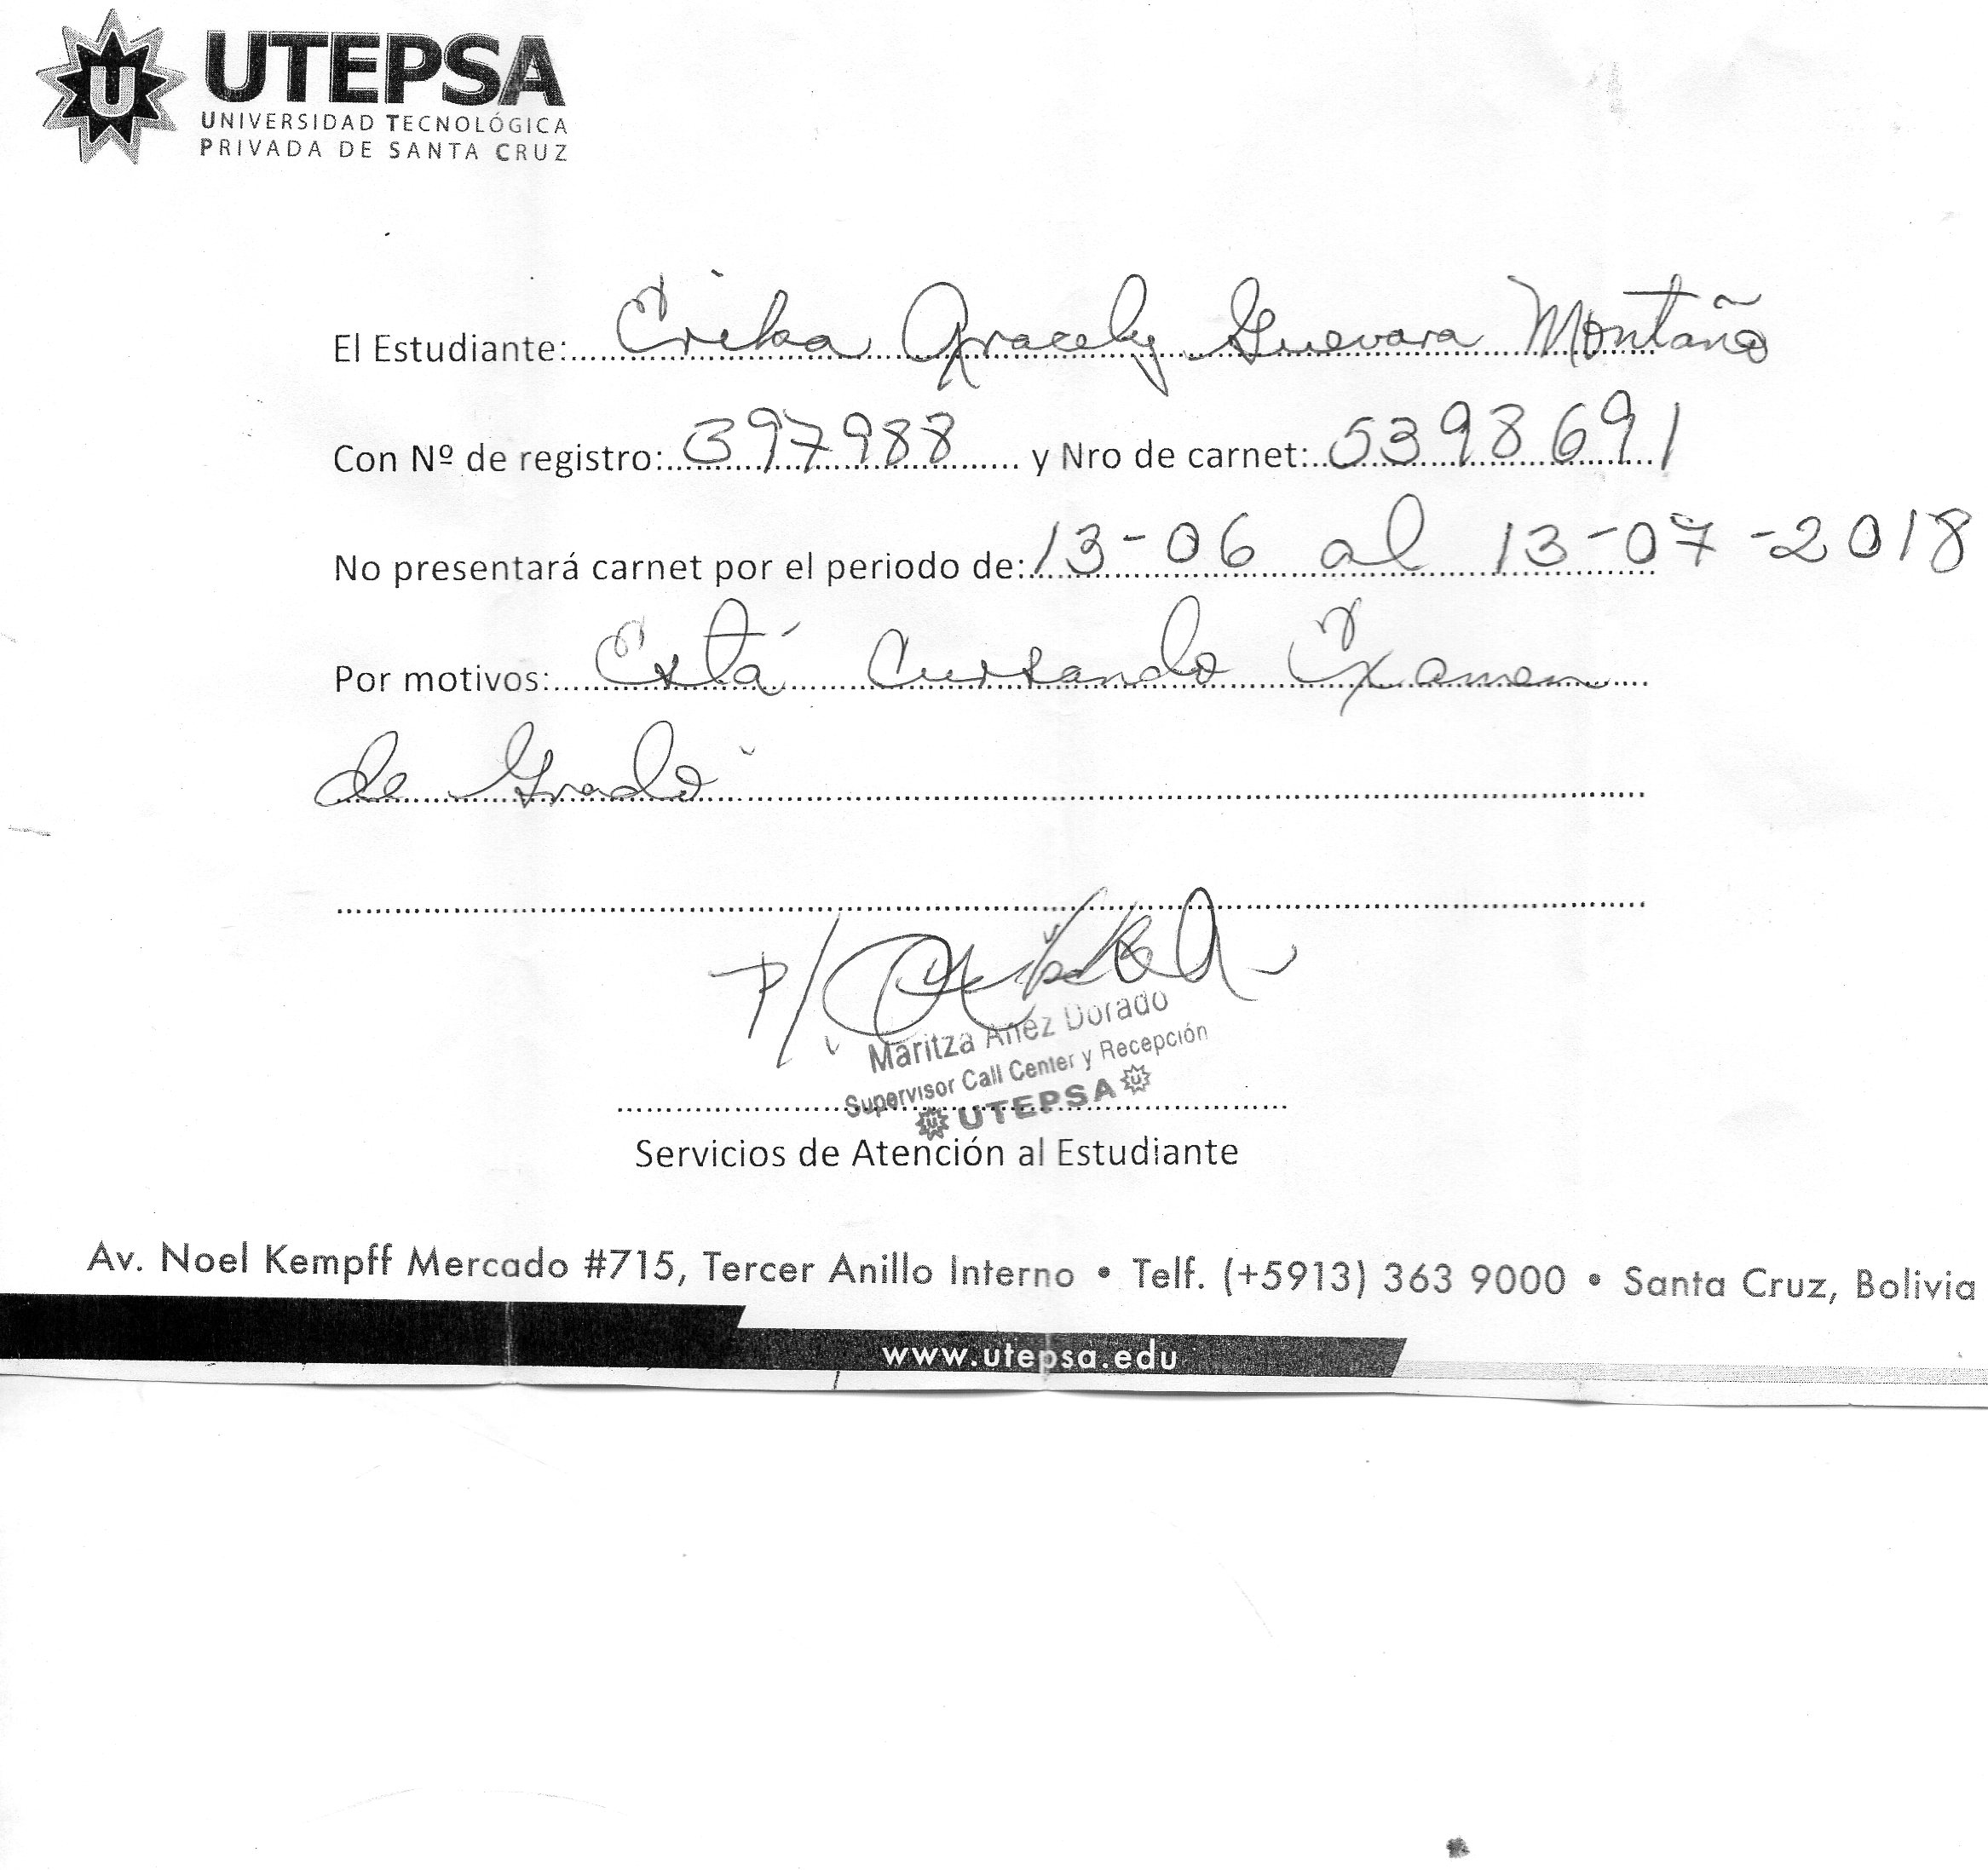 U UTEPSA
UNIVERSIDAD TECNOLÓGICA
PRIVADA DE SANTA CRUZ
El Estudiante: Erika Aracely Guevara Montaño
Con Nº de registro: 397988 y Nro de carnet: 5398691
No presentará carnet por el periodo de: 13-06 al 13-07-2018
Por motivos: Está Cursando Examen
de Grado
P/
Maritza Añez Dorado
Supervisor Call Center y Recepción
UTEPSA
Servicios de Atención al Estudiante
Av. Noel Kempff Mercado #715, Tercer Anillo Interno • Telf. (+5913) 363 9000 • Santa Cruz, Bolivia
www.utepsa.edu